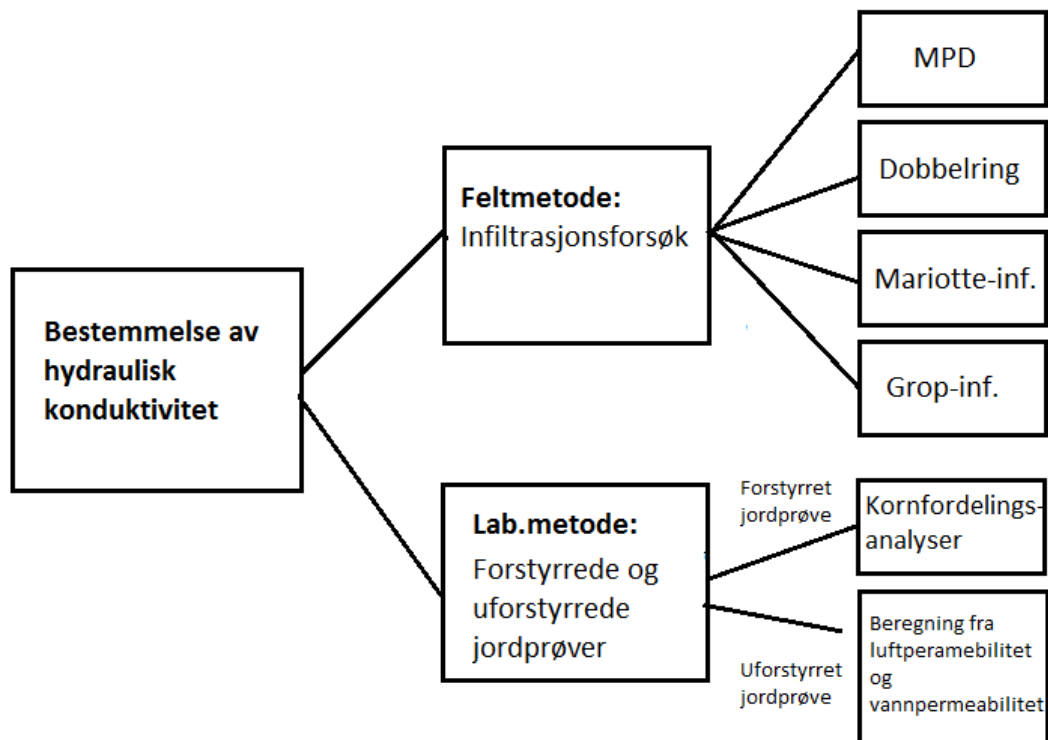 Bestemmelse av
hydraulisk
konduktivitet
Feltmetode:
Infiltrasjonsforsøk
MPD
Dobbelring
Mariotte-inf.
Grop-inf.
Lab.metode:
Forstyrrede og
uforstyrrede
jordprøver
Forstyrret
jordprøve
Kornfordelings-
analyser
Uforstyrret
jordprøve
Beregning fra
luftperamebilitet
og
vannpermeabilitet